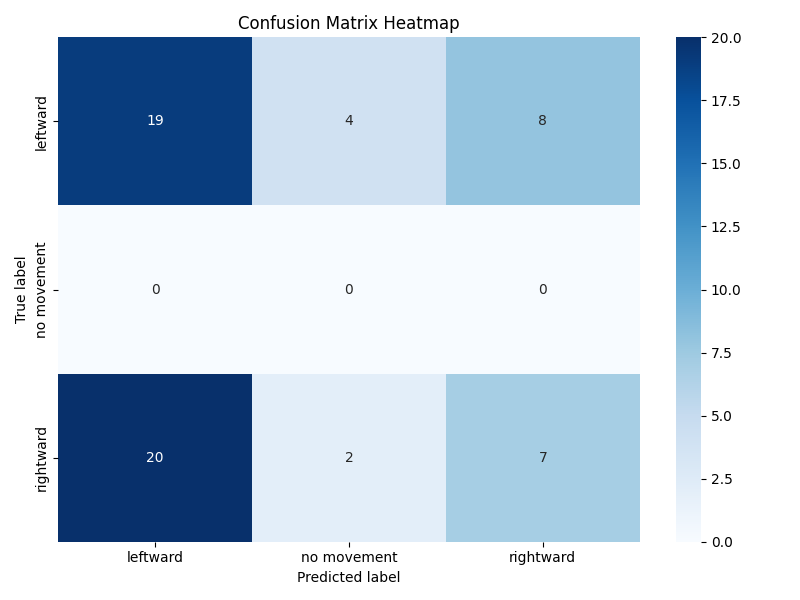 Confusion Matrix Heatmap
True label
leftward
19 4 8
no movement
0 0 0
rightward
20 2 7
leftward no movement rightward
Predicted label
20.0
17.5
15.0
12.5
10.0
7.5
5.0
2.5
0.0